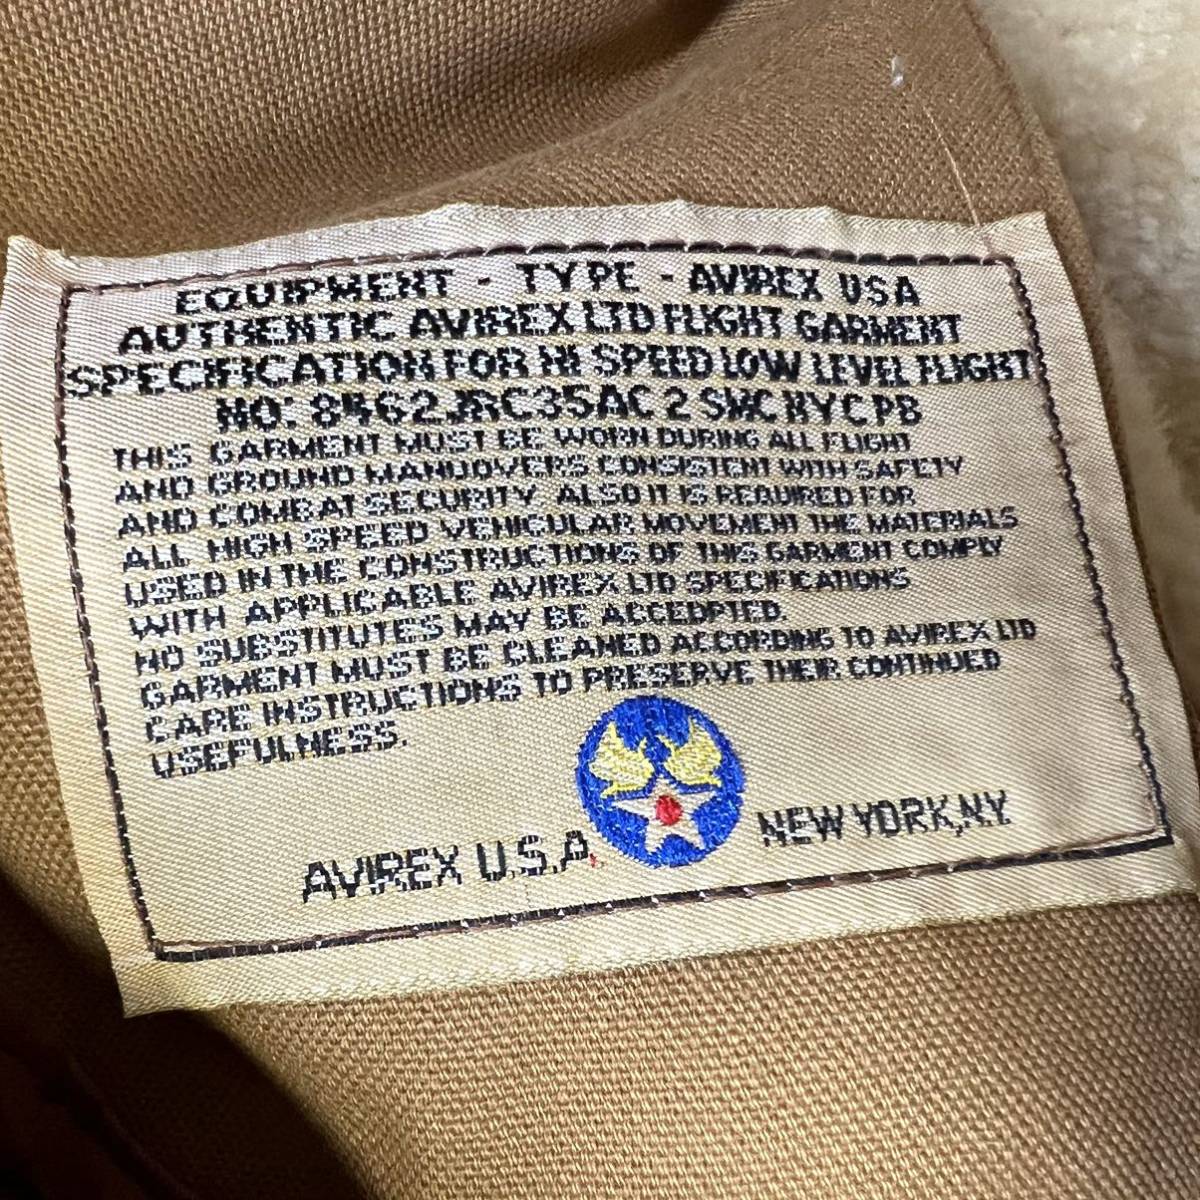 EQUIPMENT - TYPE - AVIREX USA
AUTHENTIC AVIREX LTD FLIGHT GARMENT
SPECIFICATION FOR HI SPEED LOW LEVEL FLIGHT
NO: 8462JRC35AC 2 SMC NYCPB
THIS GARMENT MUST BE WORN DURING ALL FLIGHT
AND GROUND MANUOVERS CONSISTENT WITH SAFETY
AND COMBAT SECURITY. ALSO IT IS REQUIRED FOR
ALL HIGH SPEED VEHICULAR MOVEMENT THE MATERIALS
USED IN THE CONSTRUCTIONS OF THIS GARMENT COMPLY
WITH APPLICABLE AVIREX LTD SPECIFICATIONS
NO SUBSTITUTES MAY BE ACCEDPTED.
GARMENT MUST BE CLEANED ACCORDING TO AVIREX LTD
CARE INSTRUCTIONS TO PRESERVE THEIR CONTINUED
USEFULNESS.
AVIREX U.S.A. NEW YORK, N.Y.